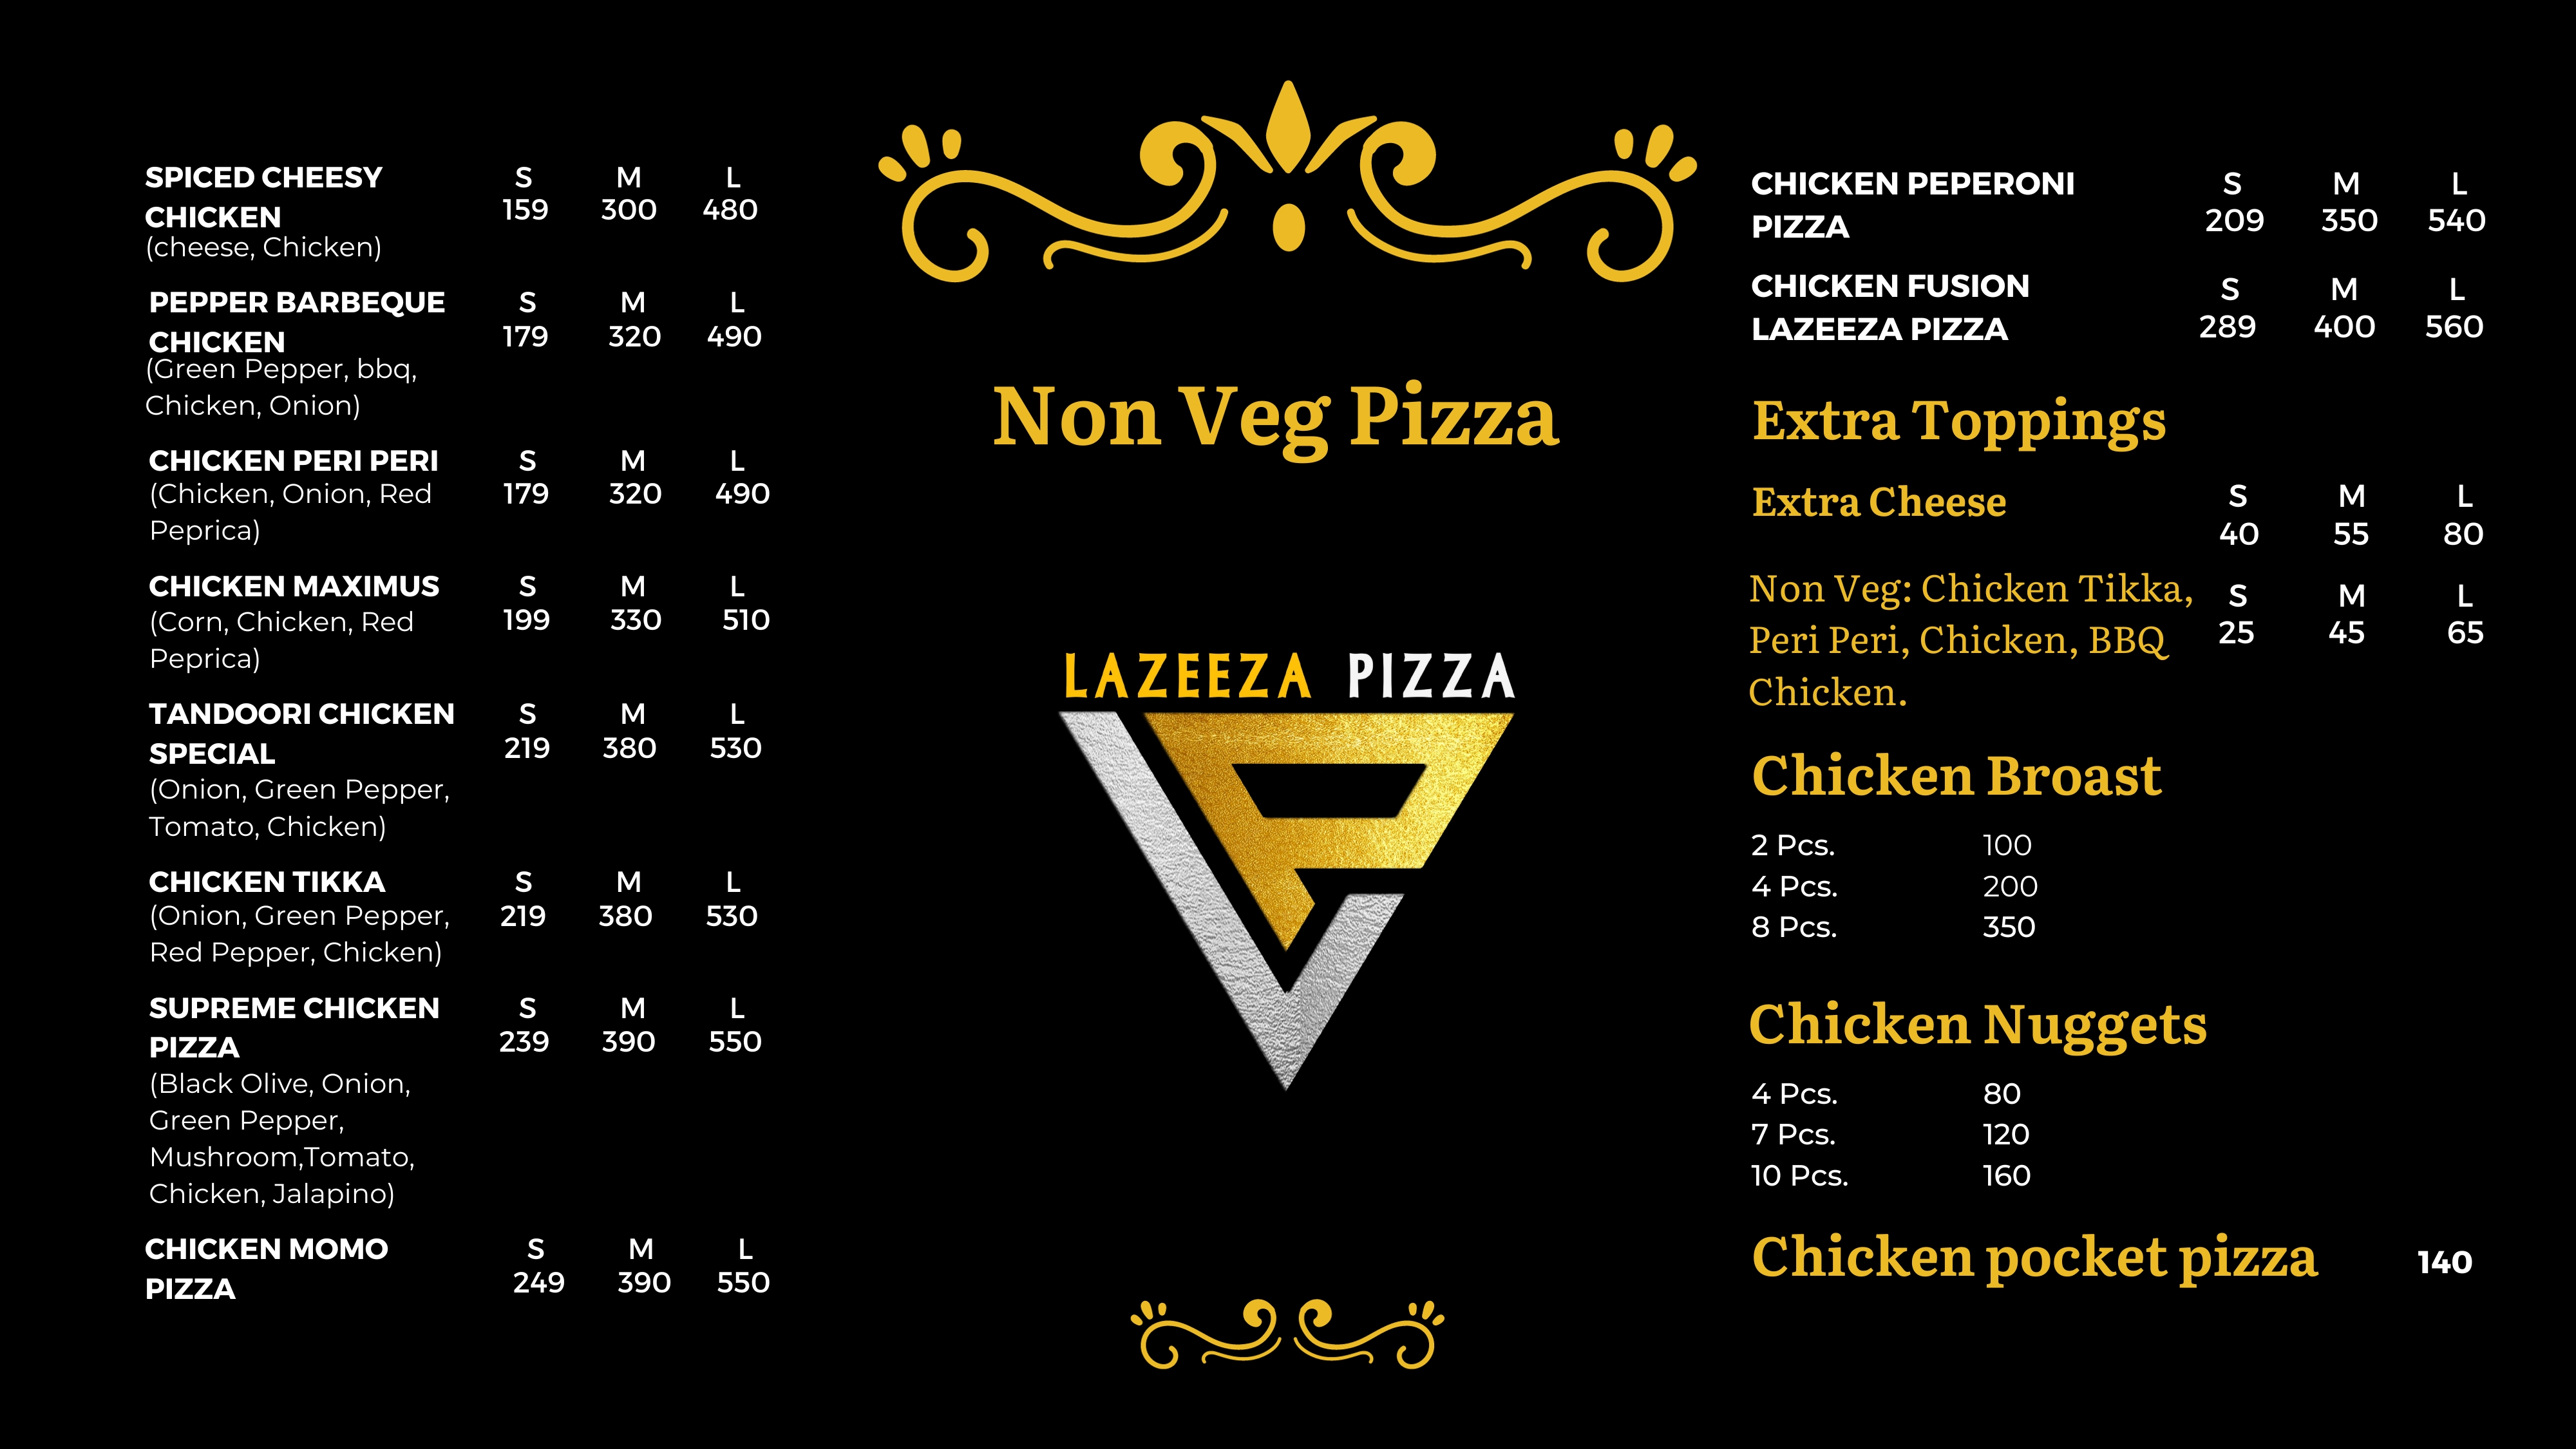 SPICED CHEESY S M L
CHICKEN 159 300 480
(cheese, Chicken)
PEPPER BARBEQUE S M L
CHICKEN 179 320 490
(Green Pepper, bbq,
Chicken, Onion)
CHICKEN PERI PERI S M L
(Chicken, Onion, Red 179 320 490
Peprica)
CHICKEN MAXIMUS S M L
(Corn, Chicken, Red 199 330 510
Peprica)
TANDOORI CHICKEN S M L
SPECIAL 219 380 530
(Onion, Green Pepper,
Tomato, Chicken)
CHICKEN TIKKA S M L
(Onion, Green Pepper, 219 380 530
Red Pepper, Chicken)
SUPREME CHICKEN S M L
PIZZA 239 390 550
(Black Olive, Onion,
Green Pepper,
Mushroom,Tomato,
Chicken, Jalapino)
CHICKEN MOMO S M L
PIZZA 249 390 550
Non Veg Pizza
LAZEEZA PIZZA
CHICKEN PEPERONI S M L
PIZZA 209 350 540
CHICKEN FUSION S M L
LAZEEZA PIZZA 289 400 560
Extra Toppings
Extra Cheese S M L
40 55 80
Non Veg: Chicken Tikka, S M L
Peri Peri, Chicken, BBQ 25 45 65
Chicken.
Chicken Broast
2 Pcs. 100
4 Pcs. 200
8 Pcs. 350
Chicken Nuggets
4 Pcs. 80
7 Pcs. 120
10 Pcs. 160
Chicken pocket pizza 140